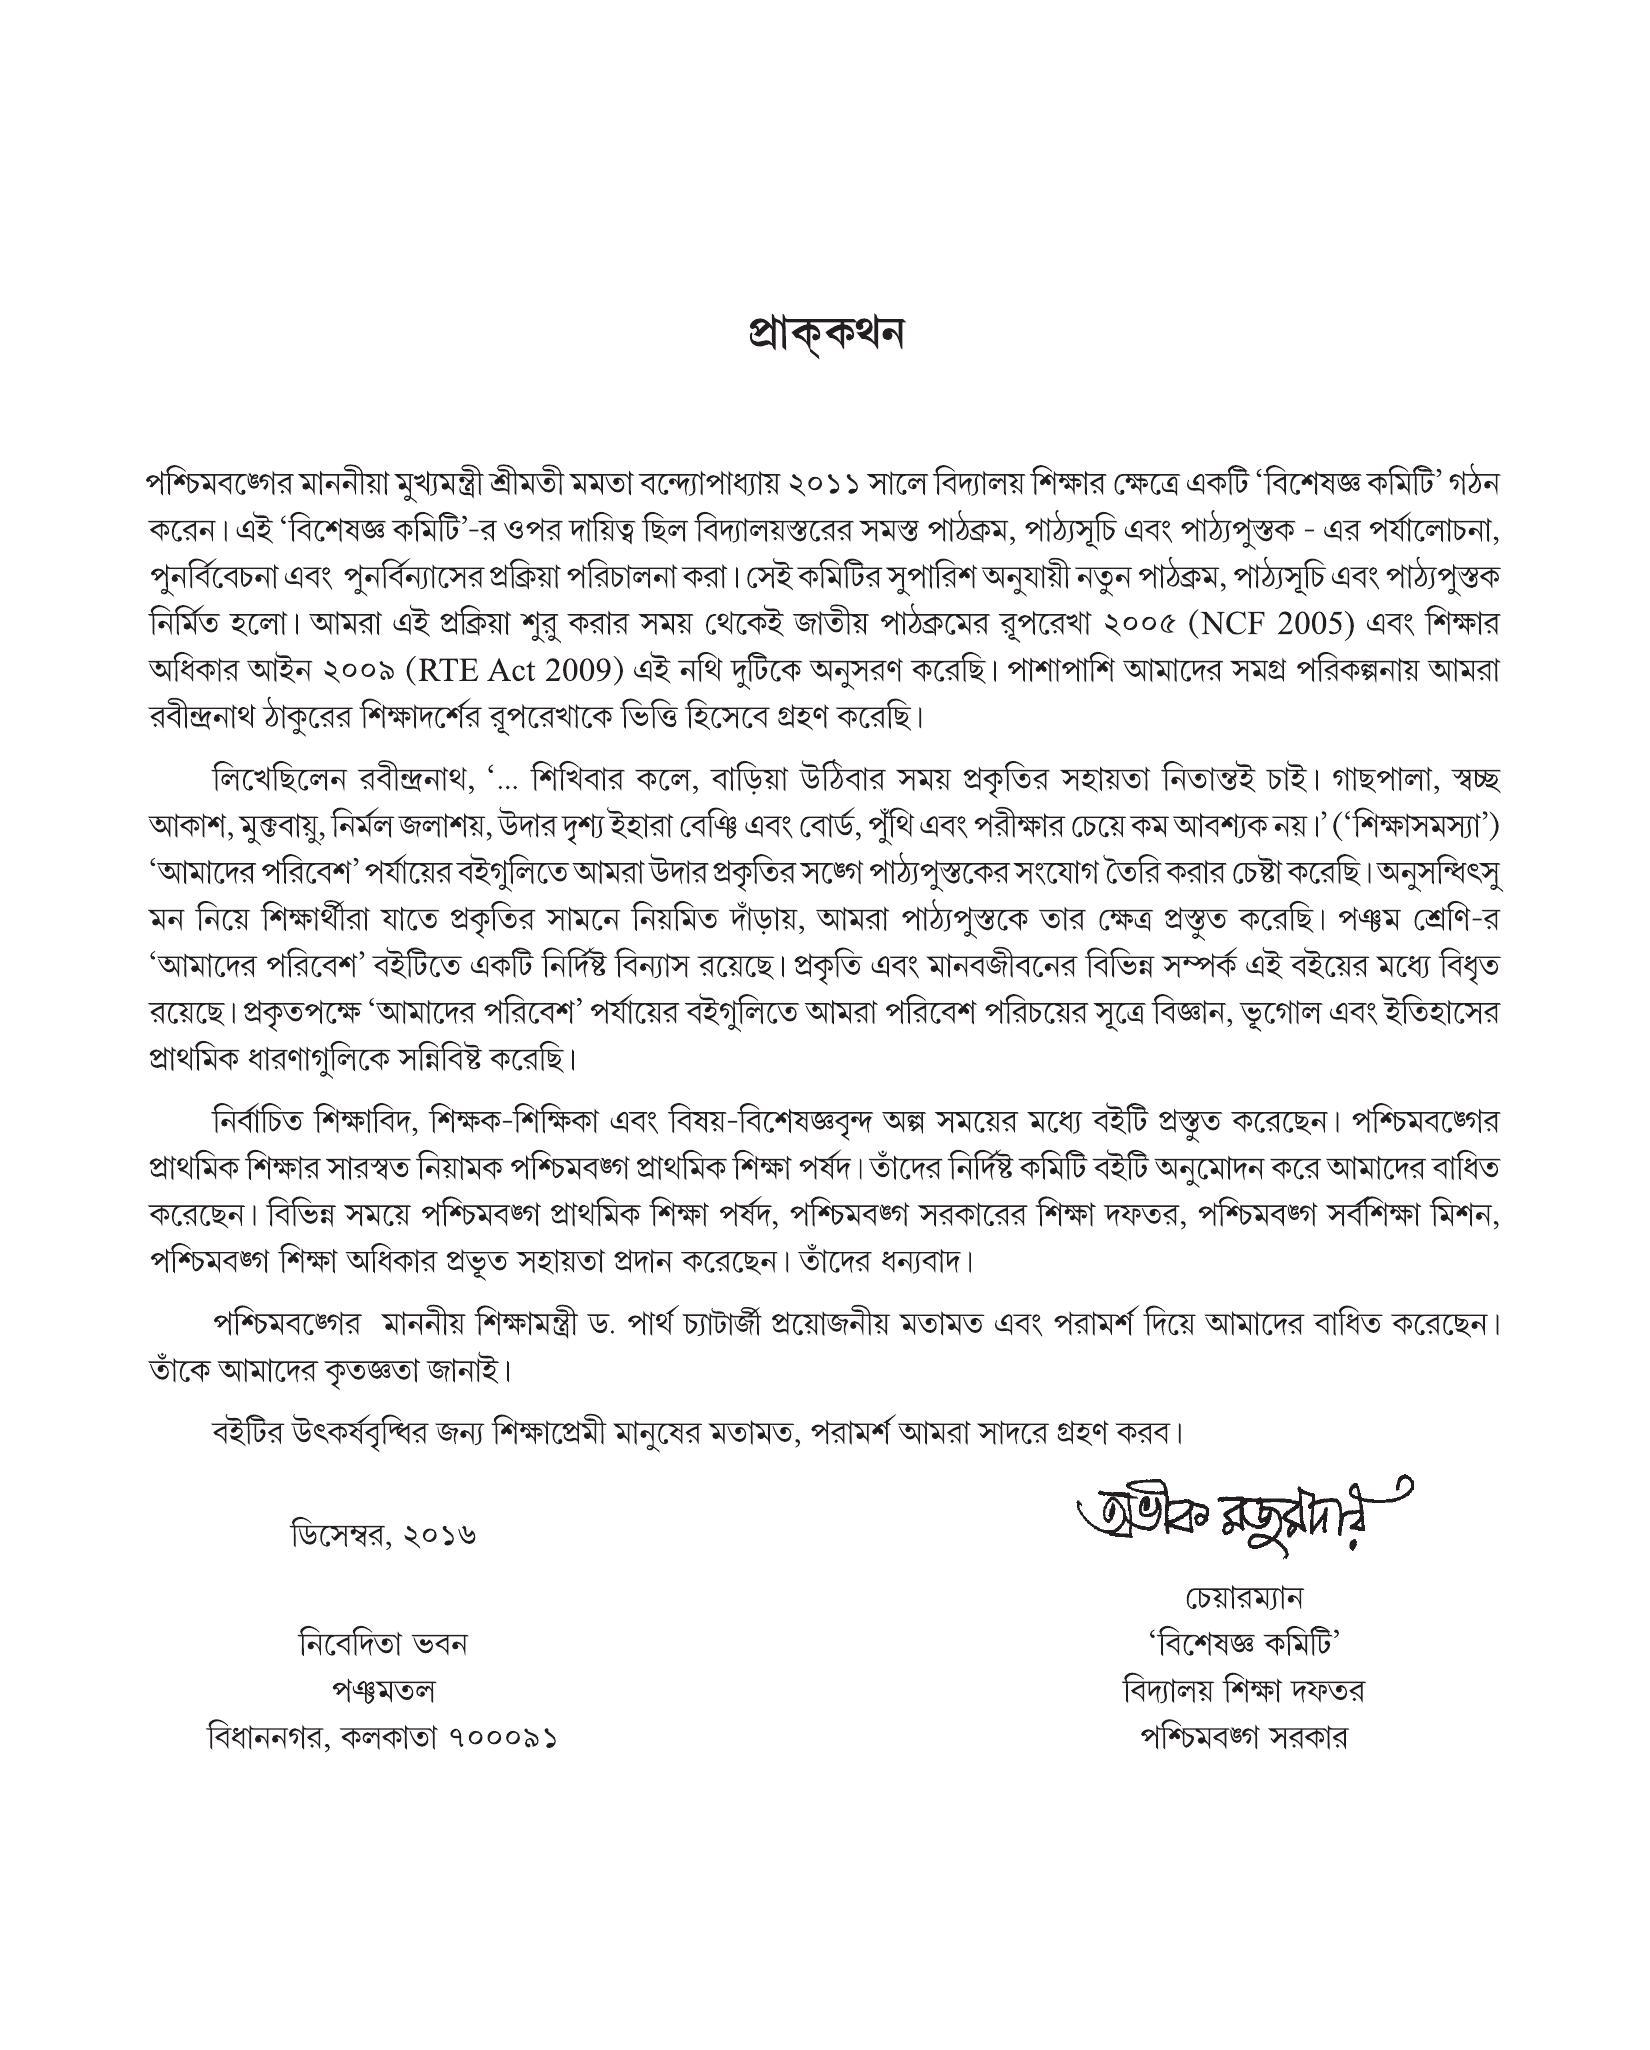 প্রাক্‌কথন
পশ্চিমবঙ্গের মাননীয়া মুখ্যমন্ত্রী শ্রীমতী মমতা বন্দ্যোপাধ্যায় ২০১১ সালে বিদ্যালয় শিক্ষার ক্ষেত্রে একটি ‘বিশেষজ্ঞ কমিটি’ গঠন
করেন। এই ‘বিশেষজ্ঞ কমিটি’-র ওপর দায়িত্ব ছিল বিদ্যালয়স্তরের সমস্ত পাঠক্রম, পাঠ্যসূচি এবং পাঠ্যপুস্তক - এর পর্যালোচনা,
পুনর্বিবেচনা এবং পুনর্বিন্যাসের প্রক্রিয়া পরিচালনা করা। সেই কমিটির সুপারিশ অনুযায়ী নতুন পাঠক্রম, পাঠ্যসূচি এবং পাঠ্যপুস্তক
নির্মিত হলো। আমরা এই প্রক্রিয়া শুরু করার সময় থেকেই জাতীয় পাঠক্রমের রূপরেখা ২০০৫ (NCF 2005) এবং শিক্ষার
অধিকার আইন ২০০৯ (RTE Act 2009) এই নথি দুটিকে অনুসরণ করেছি। পাশাপাশি আমাদের সমগ্র পরিকল্পনায় আমরা
রবীন্দ্রনাথ ঠাকুরের শিক্ষাদর্শের রূপরেখাকে ভিত্তি হিসেবে গ্রহণ করেছি।
লিখেছিলেন রবীন্দ্রনাথ, ‘... শিখিবার কলে, বাড়িয়া উঠিবার সময় প্রকৃতির সহায়তা নিতান্তই চাই। গাছপালা, স্বচ্ছ
আকাশ, মুক্তবায়ু, নির্মল জলাশয়, উদার দৃশ্য ইহারা বেঞ্চি এবং বোর্ড, পুঁথি এবং পরীক্ষার চেয়ে কম আবশ্যক নয়।’ (‘শিক্ষাসমস্যা’)
‘আমাদের পরিবেশ’ পর্যায়ের বইগুলিতে আমরা উদার প্রকৃতির সঙ্গে পাঠ্যপুস্তকের সংযোগ তৈরি করার চেষ্টা করেছি। অনুসন্ধিৎসু
মন নিয়ে শিক্ষার্থীরা যাতে প্রকৃতির সামনে নিয়মিত দাঁড়ায়, আমরা পাঠ্যপুস্তকে তার ক্ষেত্র প্রস্তুত করেছি। পঞ্চম শ্রেণি-র
‘আমাদের পরিবেশ’ বইটিতে একটি নির্দিষ্ট বিন্যাস রয়েছে। প্রকৃতি এবং মানবজীবনের বিভিন্ন সম্পর্ক এই বইয়ের মধ্যে বিধৃত
রয়েছে। প্রকৃতপক্ষে ‘আমাদের পরিবেশ’ পর্যায়ের বইগুলিতে আমরা পরিবেশ পরিচয়ের সূত্রে বিজ্ঞান, ভূগোল এবং ইতিহাসের
প্রাথমিক ধারণাগুলিকে সন্নিবিষ্ট করেছি।
নির্বাচিত শিক্ষাবিদ, শিক্ষক-শিক্ষিকা এবং বিষয়-বিশেষজ্ঞবৃন্দ অল্প সময়ের মধ্যে বইটি প্রস্তুত করেছেন। পশ্চিমবঙ্গের
প্রাথমিক শিক্ষার সারস্বত নিয়ামক পশ্চিমবঙ্গ প্রাথমিক শিক্ষা পর্ষদ। তাঁদের নির্দিষ্ট কমিটি বইটি অনুমোদন করে আমাদের বাধিত
করেছেন। বিভিন্ন সময়ে পশ্চিমবঙ্গ প্রাথমিক শিক্ষা পর্ষদ, পশ্চিমবঙ্গ সরকারের শিক্ষা দফতর, পশ্চিমবঙ্গ সর্বশিক্ষা মিশন,
পশ্চিমবঙ্গ শিক্ষা অধিকার প্রভূত সহায়তা প্রদান করেছেন। তাঁদের ধন্যবাদ।
পশ্চিমবঙ্গের মাননীয় শিক্ষামন্ত্রী ড. পার্থ চ্যাটার্জী প্রয়োজনীয় মতামত এবং পরামর্শ দিয়ে আমাদের বাধিত করেছেন।
তাঁকে আমাদের কৃতজ্ঞতা জানাই।
বইটির উৎকর্ষবৃদ্ধির জন্য শিক্ষাপ্রেমী মানুষের মতামত, পরামর্শ আমরা সাদরে গ্রহণ করব।
অভীক মজুমদার
ডিসেম্বর, ২০১৬
চেয়ারম্যান
নিবেদিতা ভবন
‘বিশেষজ্ঞ কমিটি’
পঞ্চমতল
বিদ্যালয় শিক্ষা দফতর
বিধাননগর, কলকাতা ৭০০০৯১
পশ্চিমবঙ্গ সরকার